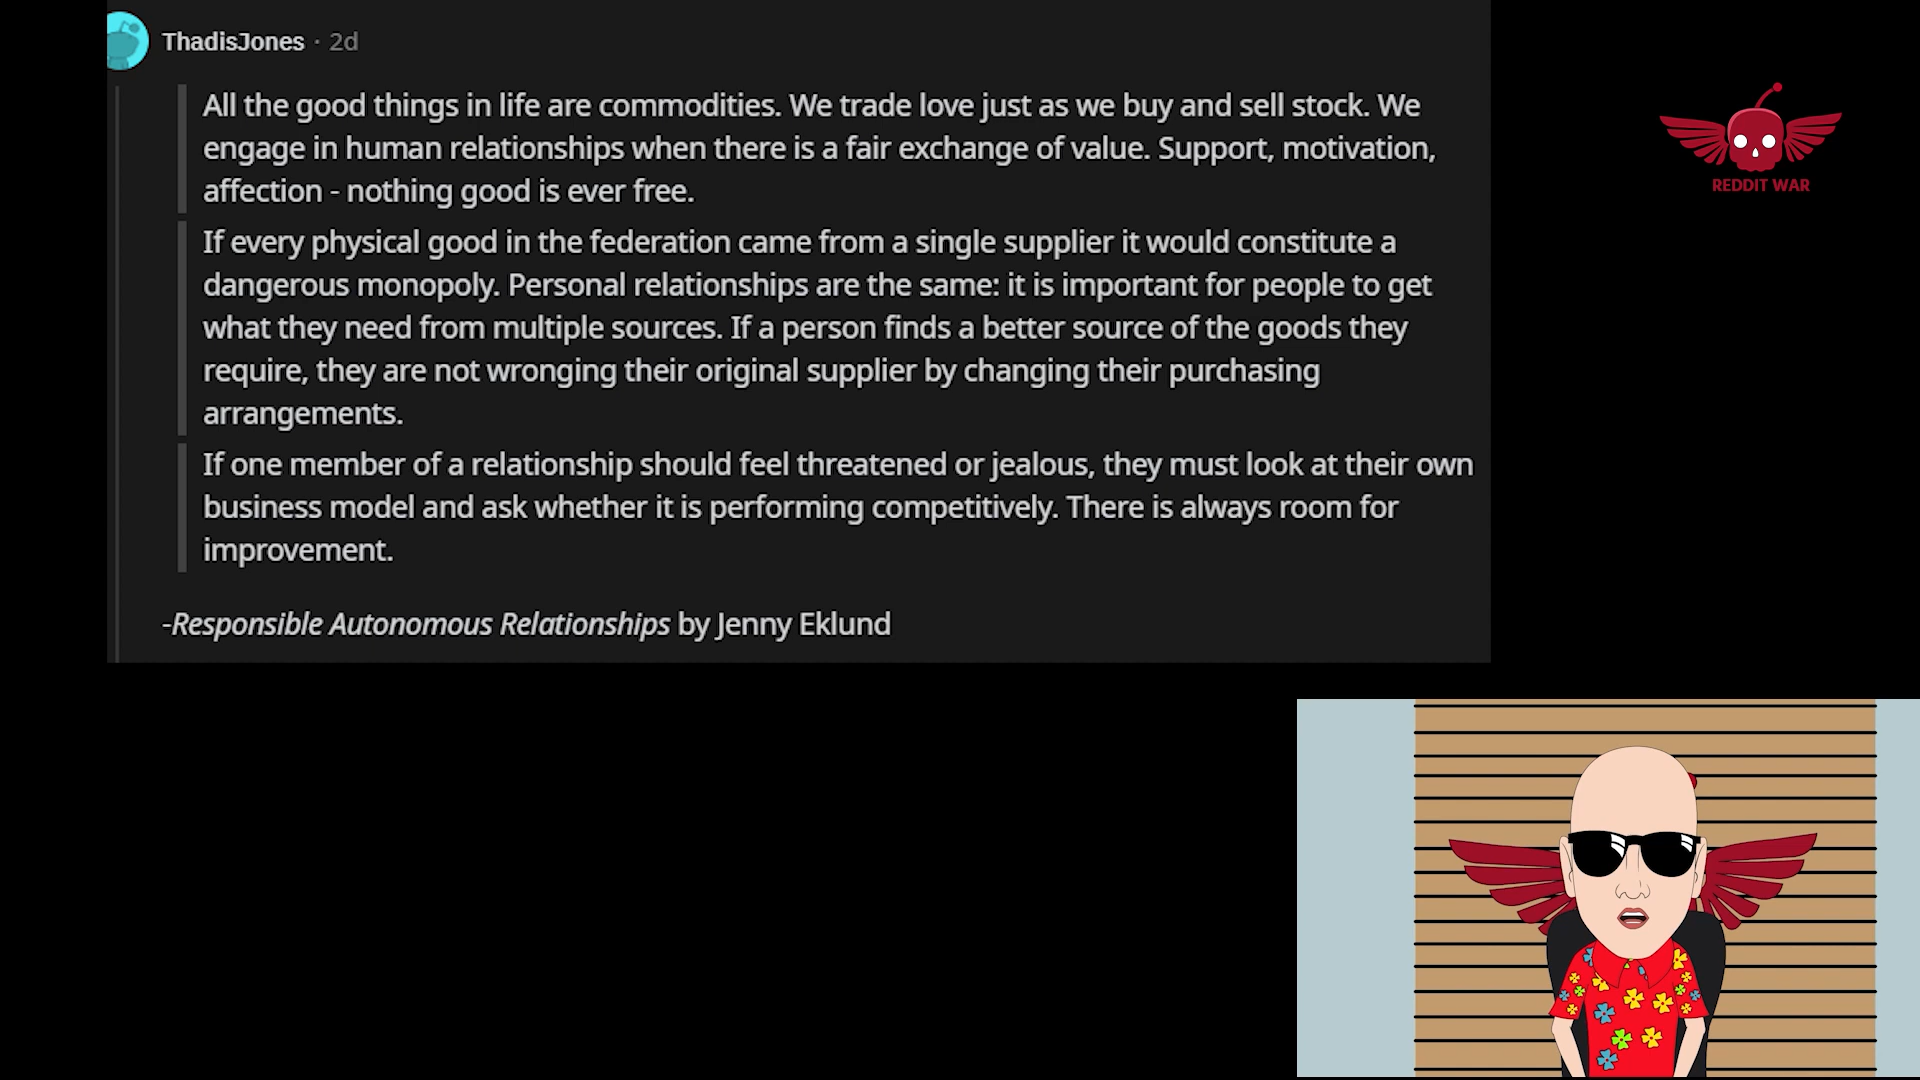 ThadisJones · 2d
All the good things in life are commodities. We trade love just as we buy and sell stock. We
engage in human relationships when there is a fair exchange of value. Support, motivation,
affection - nothing good is ever free.
If every physical good in the federation came from a single supplier it would constitute a
dangerous monopoly. Personal relationships are the same: it is important for people to get
what they need from multiple sources. If a person finds a better source of the goods they
require, they are not wronging their original supplier by changing their purchasing
arrangements.
If one member of a relationship should feel threatened or jealous, they must look at their own
business model and ask whether it is performing competitively. There is always room for
improvement.
-Responsible Autonomous Relationships by Jenny Eklund
REDDIT WAR